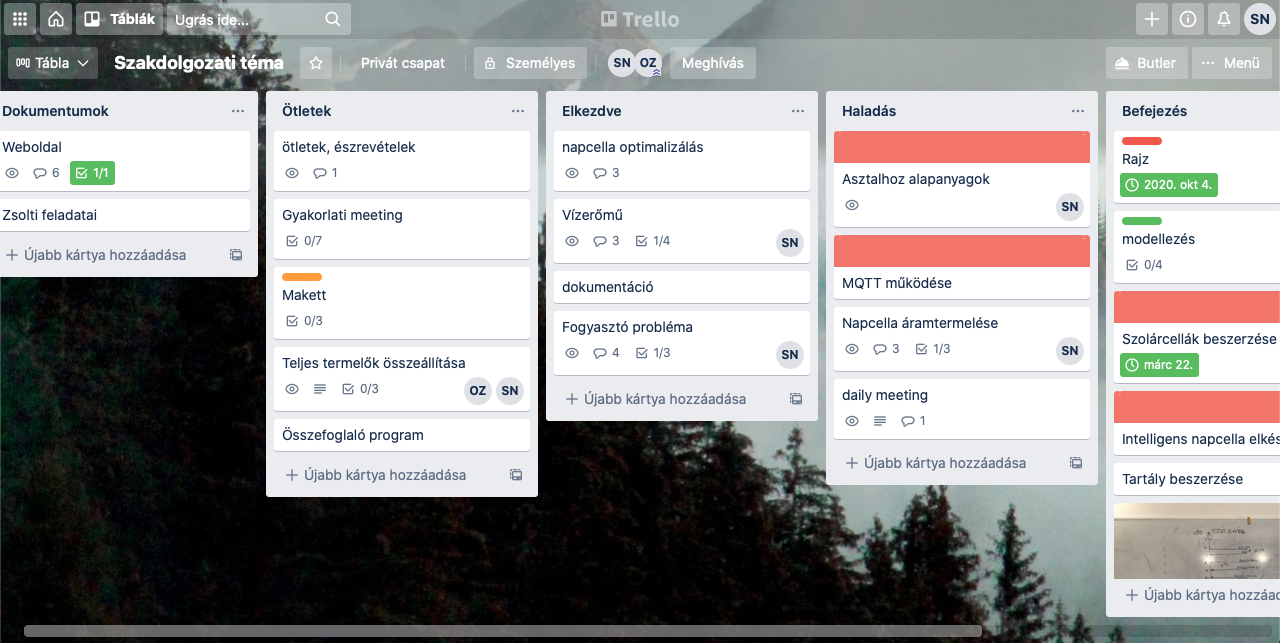 Táblák
Ugrás ide...
Trello
SN
Tábla
Szakdolgozati téma
Privát csapat
Személyes
SN
OZ
Meghívás
Butler
Menü
Dokumentumok
Weboldal
6
1/1
Zsolti feladatai
Újabb kártya hozzáadása
Ötletek
ötletek, észrevételek
1
Gyakorlati meeting
0/7
Makett
0/3
Teljes termelők összeállítása
0/3
OZ
SN
Összefoglaló program
Újabb kártya hozzáadása
Elkezdve
napcella optimalizálás
3
Vízerőmű
3
1/4
SN
dokumentáció
Fogyasztó probléma
4
1/3
SN
Újabb kártya hozzáadása
Haladás
Asztalhoz alapanyagok
SN
MQTT működése
Napcella áramtermelése
3
1/3
SN
daily meeting
1
Újabb kártya hozzáadása
Befejezés
Rajz
2020. okt 4.
modellezés
0/4
Szolárcellák beszerzése
márc 22.
Intelligens napcella elkés
Tartály beszerzése
Újabb kártya hozzáad